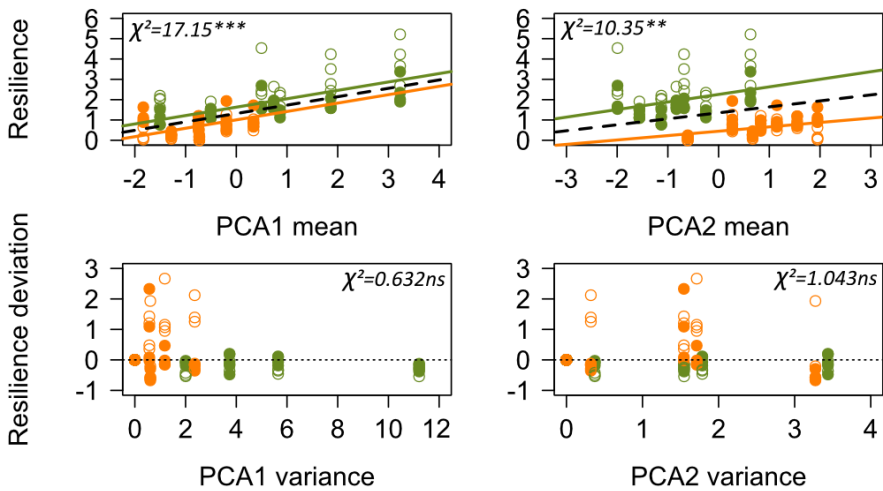 Resilience
6
5
4
3
2
1
0
χ²=17.15***
-2 -1 0 1 2 3 4
PCA1 mean
6
5
4
3
2
1
0
χ²=10.35**
-3 -2 -1 0 1 2 3
PCA2 mean
Resilience deviation
3
2
1
0
-1
χ²=0.632ns
0 2 4 6 8 10 12
PCA1 variance
3
2
1
0
-1
χ²=1.043ns
0 1 2 3 4
PCA2 variance